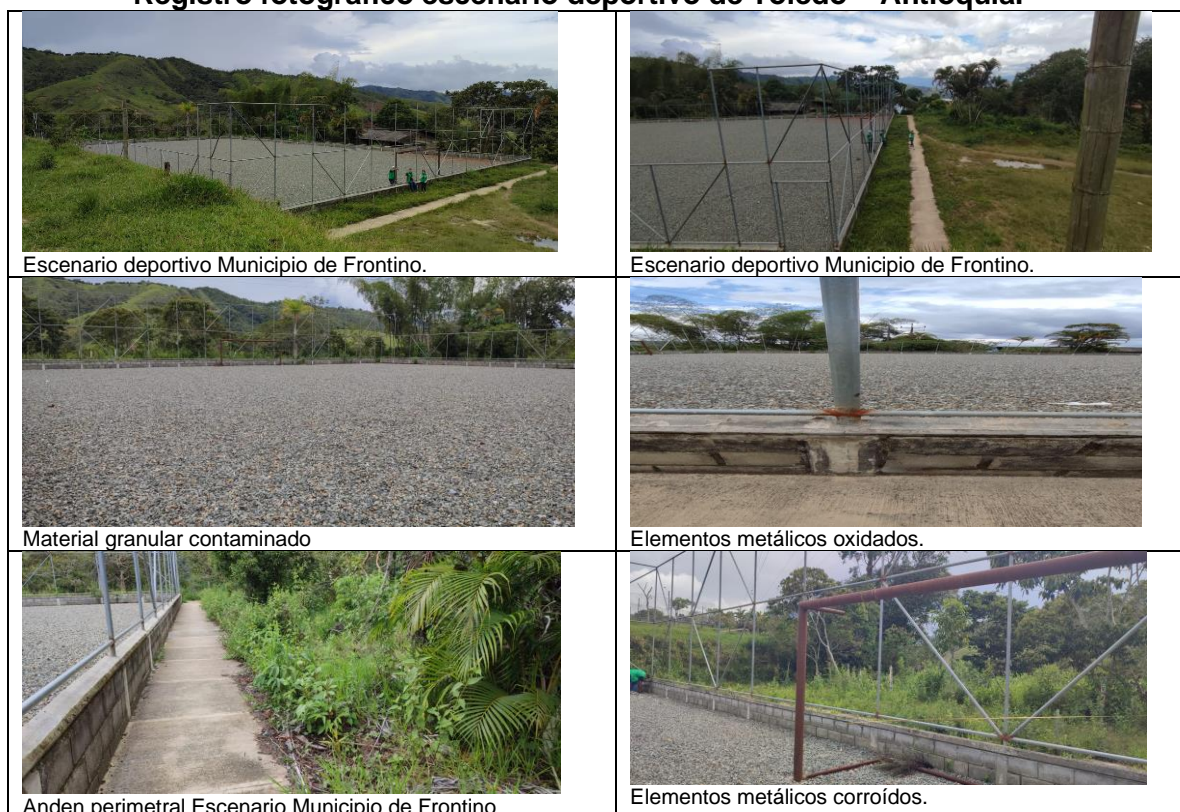 Registro fotográfico escenario deportivo de Toledo – Antioquia.
Escenario deportivo Municipio de Frontino.
Escenario deportivo Municipio de Frontino.
Material granular contaminado
Elementos metálicos oxidados.
Anden perimetral Escenario Municipio de Frontino
Elementos metálicos corroídos.